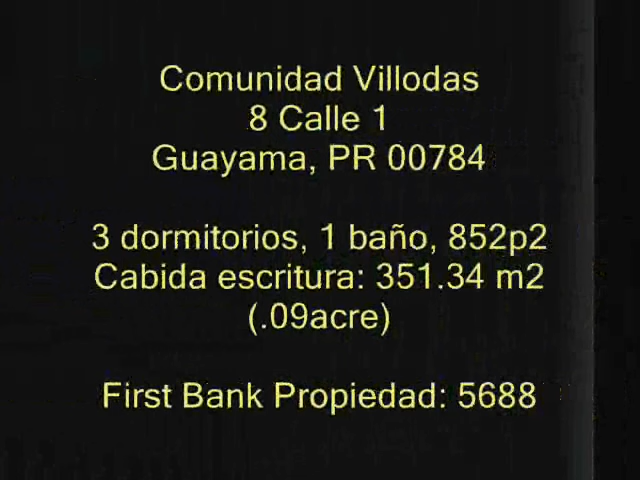 Comunidad Villodas
8 Calle 1
Guayama, PR 00784
3 dormitorios, 1 baño, 852p2
Cabida escritura: 351.34 m2
(.09acre)
First Bank Propiedad: 5688